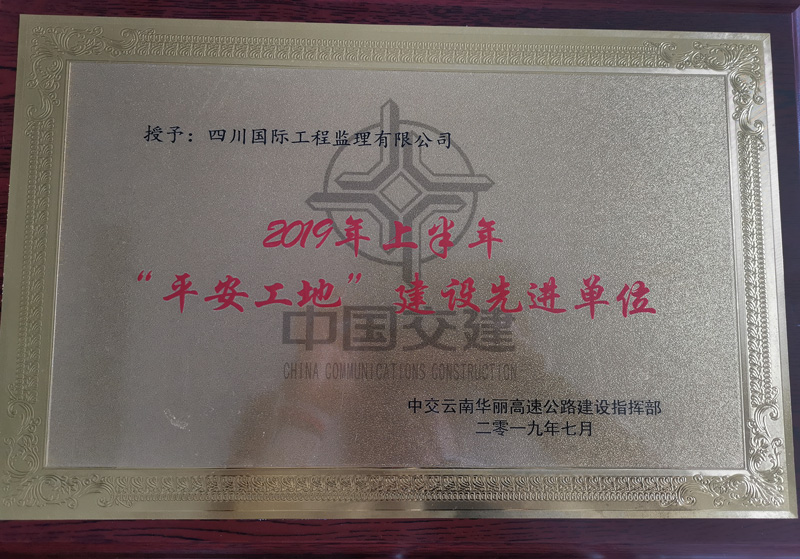 授予：四川国际工程监理有限公司
2019年上半年
“平安工地”建设先进单位
中国交建
CHINA COMMUNICATIONS CONSTRUCTION
中交云南华丽高速公路建设指挥部
二零一九年七月